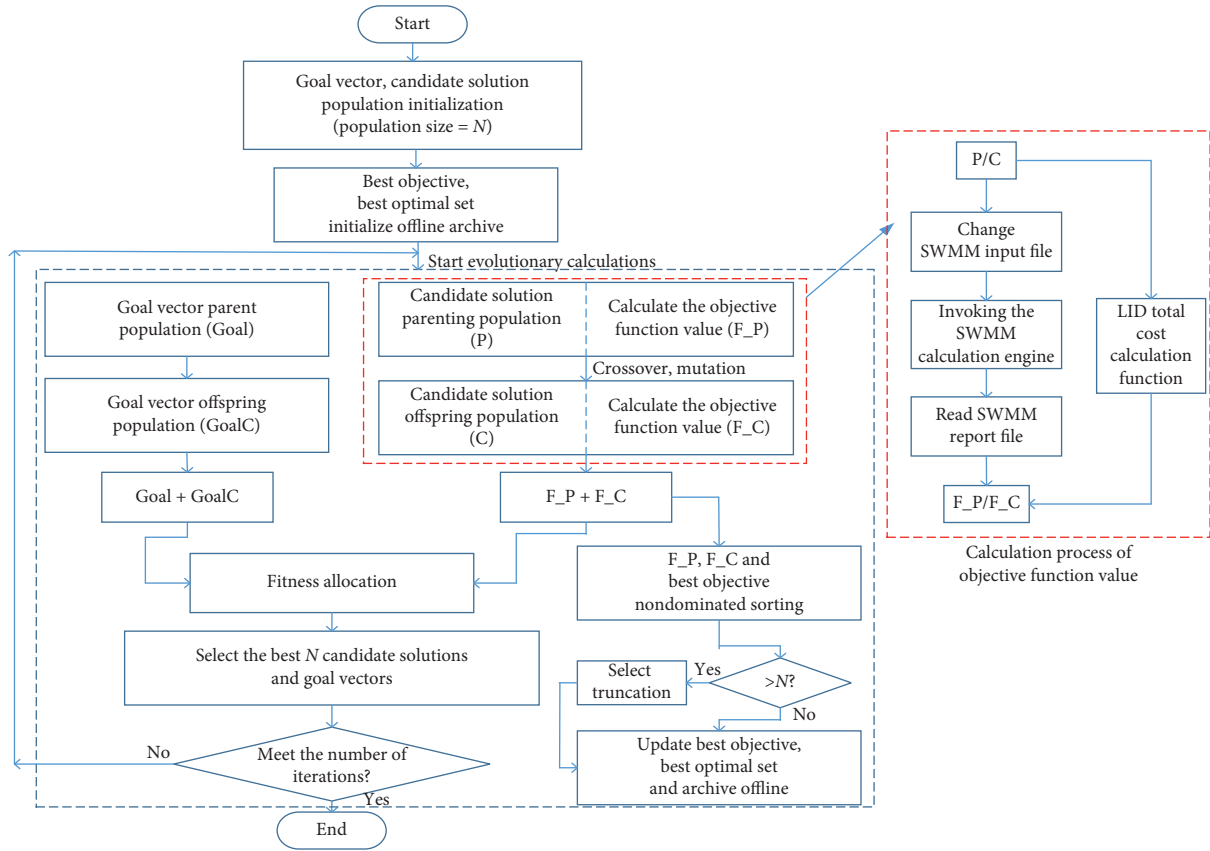 Start
Goal vector, candidate solution
population initialization
(population size = N)
Best objective,
best optimal set
initialize offline archive
Start evolutionary calculations
Goal vector parent
population (Goal)
Goal vector offspring
population (GoalC)
Goal + GoalC
Candidate solution
parenting population
(P)
Calculate the objective
function value (F_P)
Crossover, mutation
Candidate solution
offspring population
(C)
Calculate the objective
function value (F_C)
F_P + F_C
Fitness allocation
Select the best N candidate solutions
and goal vectors
Meet the number of
iterations?
No
Yes
End
F_P, F_C and
best objective
nondominated sorting
>N?
Yes
No
Select
truncation
Update best objective,
best optimal set
and archive offline
P/C
Change
SWMM input file
Invoking the
SWMM
calculation engine
Read SWMM
report file
F_P/F_C
LID total
cost
calculation
function
Calculation process of
objective function value